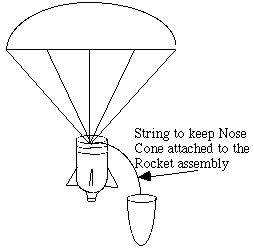 String to keep Nose
Cone attached to the
Rocket assembly